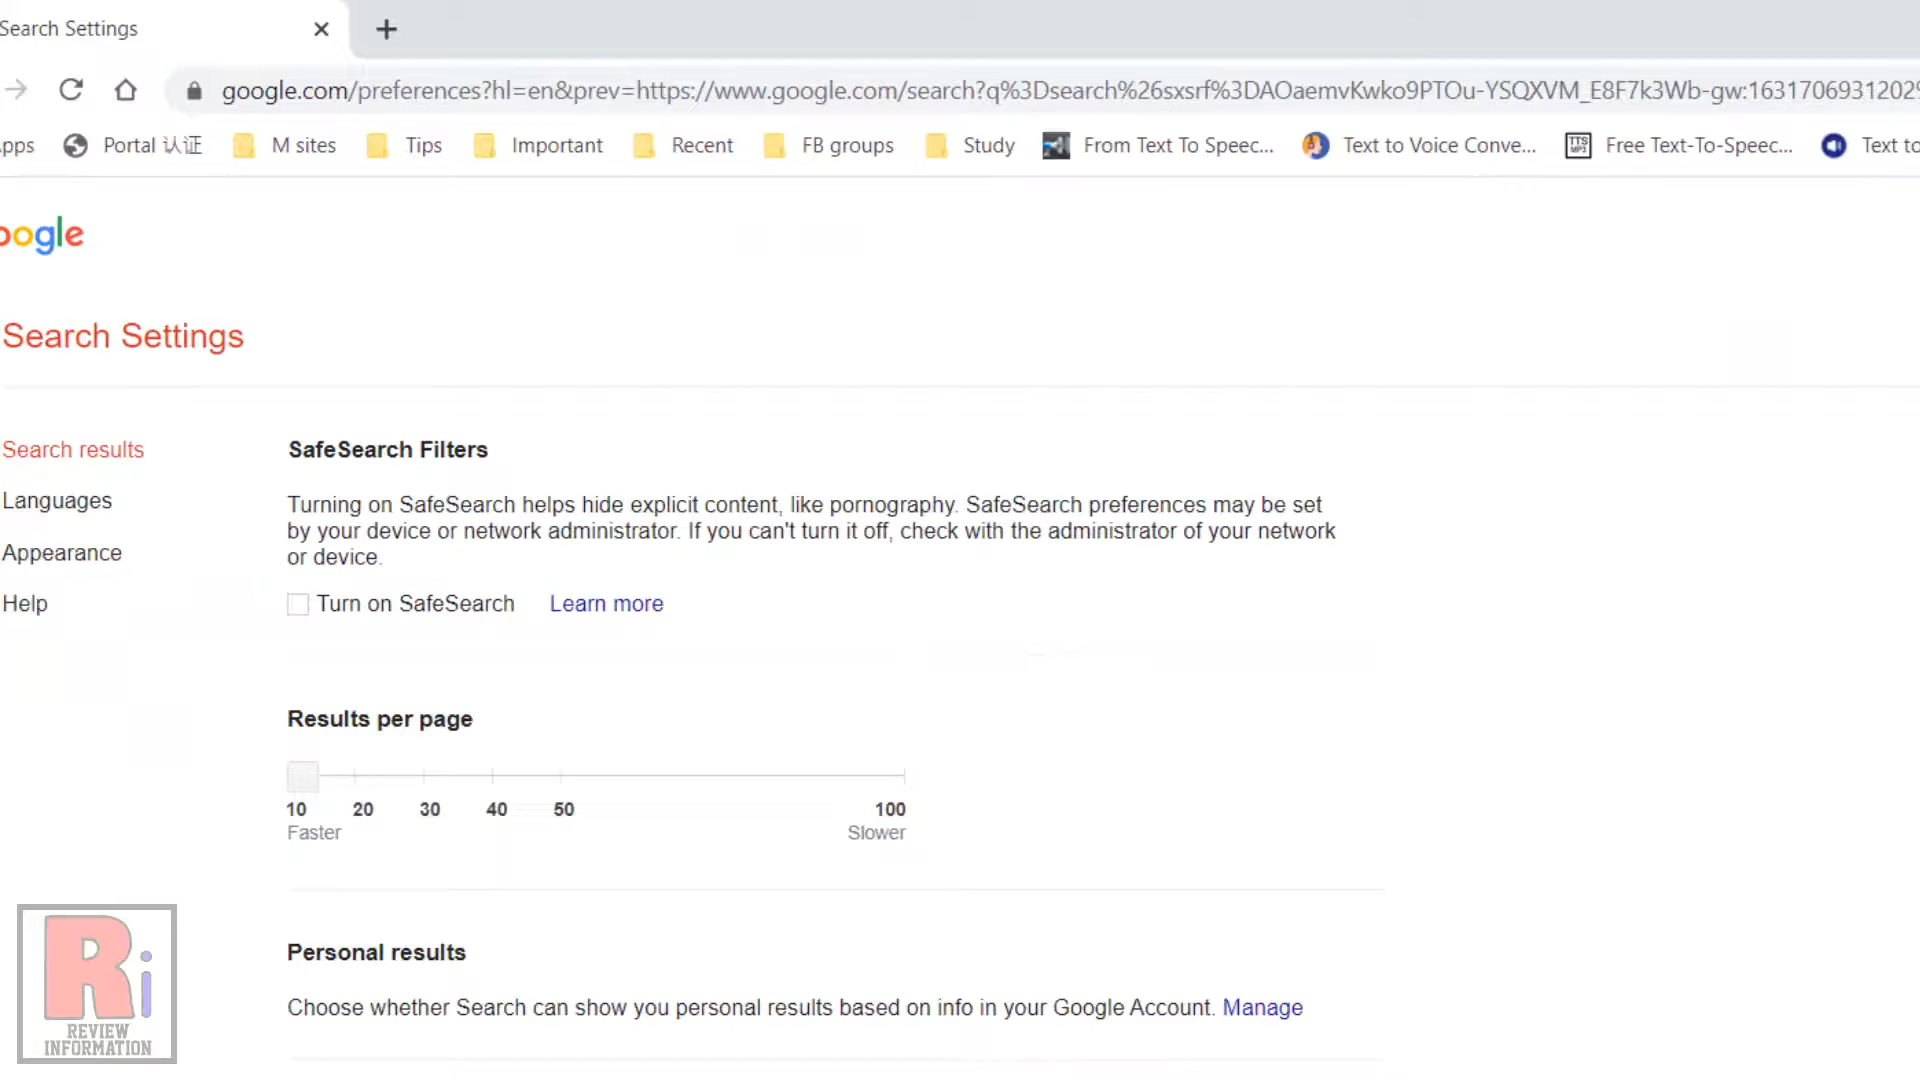 Search Settings
google.com/preferences?hl=en&prev=https://www.google.com/search?q%3Dsearch%26sxsrf%3DAOaemvKwko9PTOu-YSQXVM_E8F7k3Wb-gw:1631706931202%
pps Portal 认证 M sites Tips Important Recent FB groups Study From Text To Speec... Text to Voice Conve... Free Text-To-Speec... Text to
oogle
Search Settings
Search results
Languages
Appearance
Help
SafeSearch Filters
Turning on SafeSearch helps hide explicit content, like pornography. SafeSearch preferences may be set
by your device or network administrator. If you can't turn it off, check with the administrator of your network
or device.
Turn on SafeSearch Learn more
Results per page
10 20 30 40 50 100
Faster Slower
Personal results
Choose whether Search can show you personal results based on info in your Google Account. Manage
Ri
REVIEW
INFORMATION